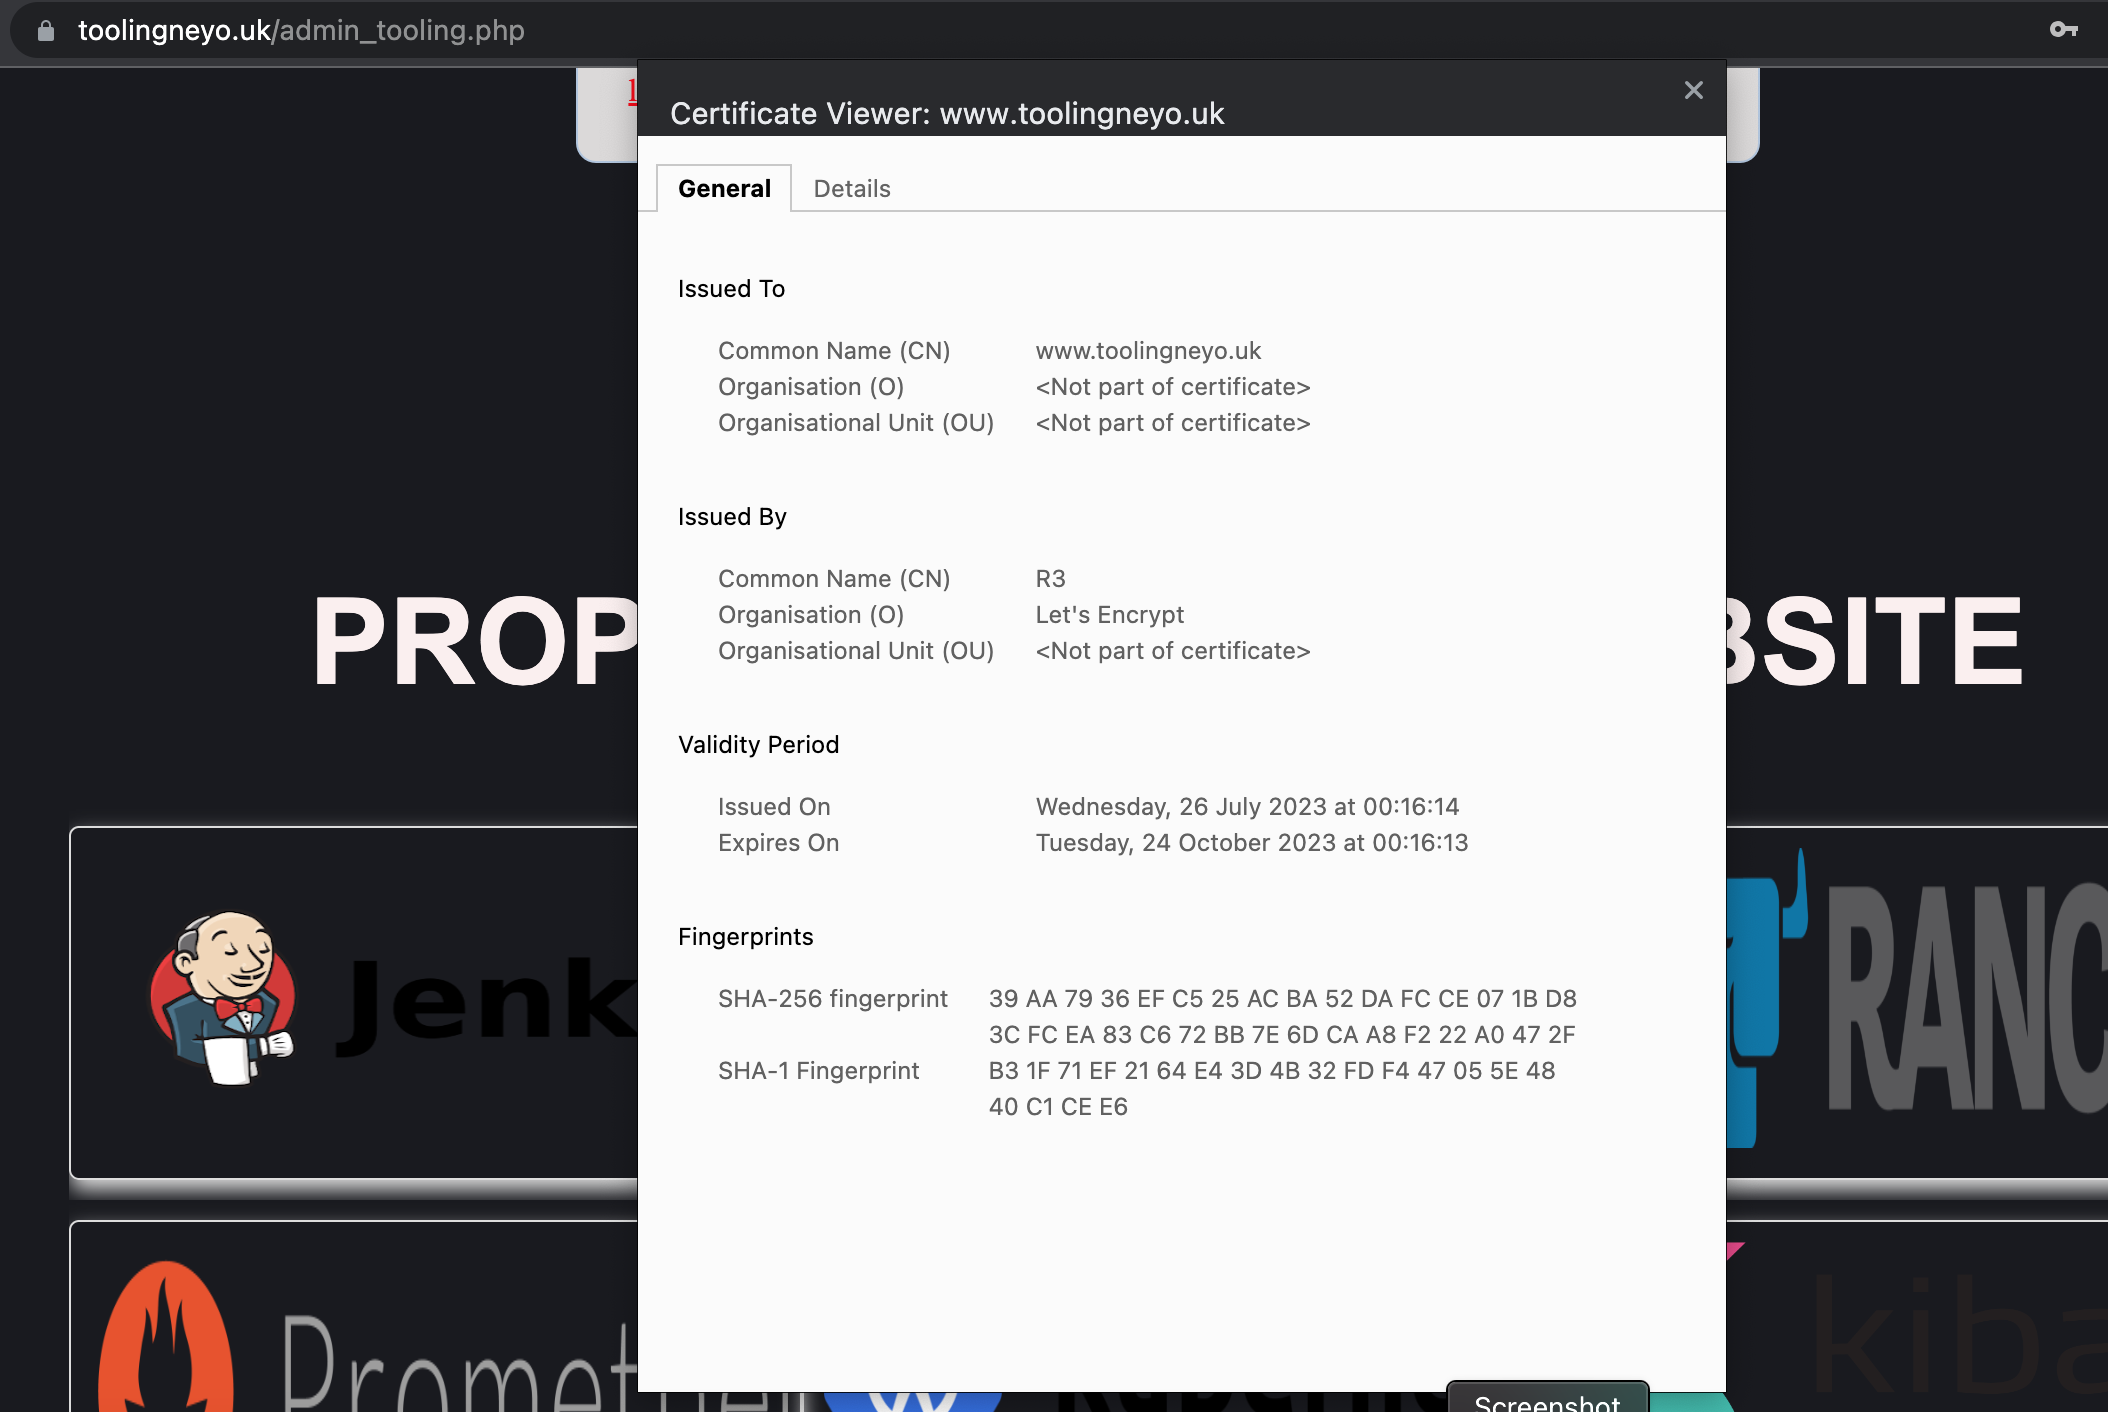 toolingneyo.uk/admin_tooling.php
Certificate Viewer: www.toolingneyo.uk
General Details
Issued To
Common Name (CN) www.toolingneyo.uk
Organisation (O) <Not part of certificate>
Organisational Unit (OU) <Not part of certificate>
Issued By
Common Name (CN) R3
Organisation (O) Let's Encrypt
Organisational Unit (OU) <Not part of certificate>
PROP
BSITE
Validity Period
Issued On Wednesday, 26 July 2023 at 00:16:14
Expires On Tuesday, 24 October 2023 at 00:16:13
Fingerprints
SHA-256 fingerprint 39 AA 79 36 EF C5 25 AC BA 52 DA FC CE 07 1B D8
3C FC EA 83 C6 72 BB 7E 6D CA A8 F2 22 A0 47 2F
SHA-1 Fingerprint B3 1F 71 EF 21 64 E4 3D 4B 32 FD F4 47 05 5E 48
40 C1 CE E6
Jenk
RANC
Promet
kiba
Screenshot